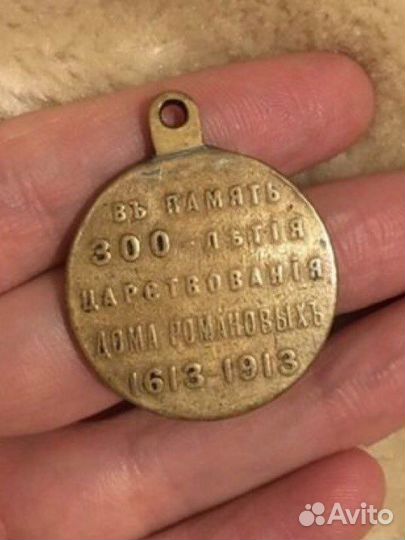 ВЪ ПАМЯТЬ
300-ЛѢТІЯ
ЦАРСТВОВАНІЯ
ДОМА РОМАНОВЫХЪ
1613-1913
Avito